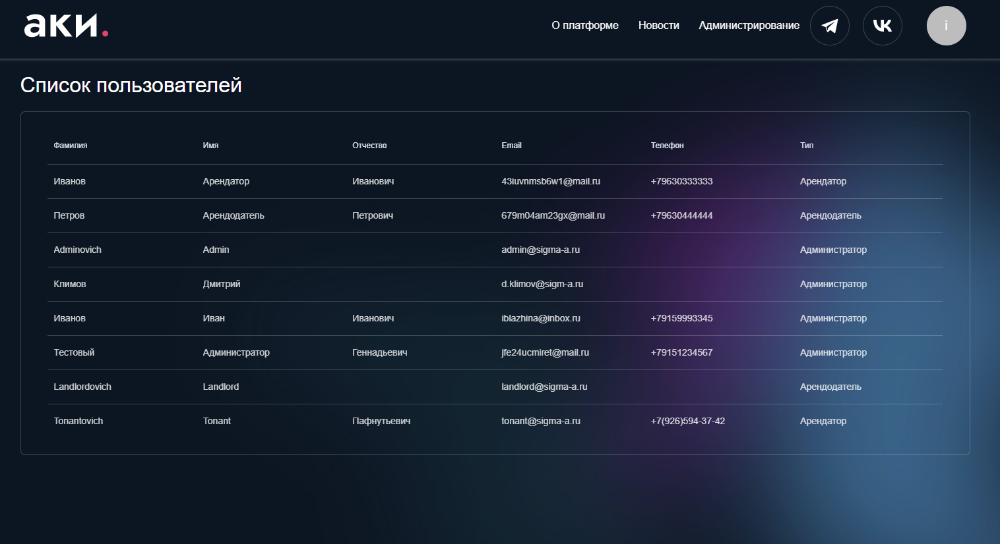 аки.
О платформе Новости Администрирование i
Список пользователей
Фамилия Имя Отчество Email Телефон Тип
Иванов Арендатор Иванович 43iuvnmsb6w1@mail.ru +79630333333 Арендатор
Петров Арендодатель Петрович 679m04am23gx@mail.ru +79630444444 Арендодатель
Adminovich Admin admin@sigma-a.ru Администратор
Климов Дмитрий d.klimov@sigm-a.ru Администратор
Иванов Иван Иванович iblazhina@inbox.ru +79159993345 Администратор
Тестовый Администратор Геннадьевич jfe24ucmiret@mail.ru +79151234567 Администратор
Landlordovich Landlord landlord@sigma-a.ru Арендодатель
Tonantovich Tonant Пафнутьевич tonant@sigma-a.ru +7(926)594-37-42 Арендатор